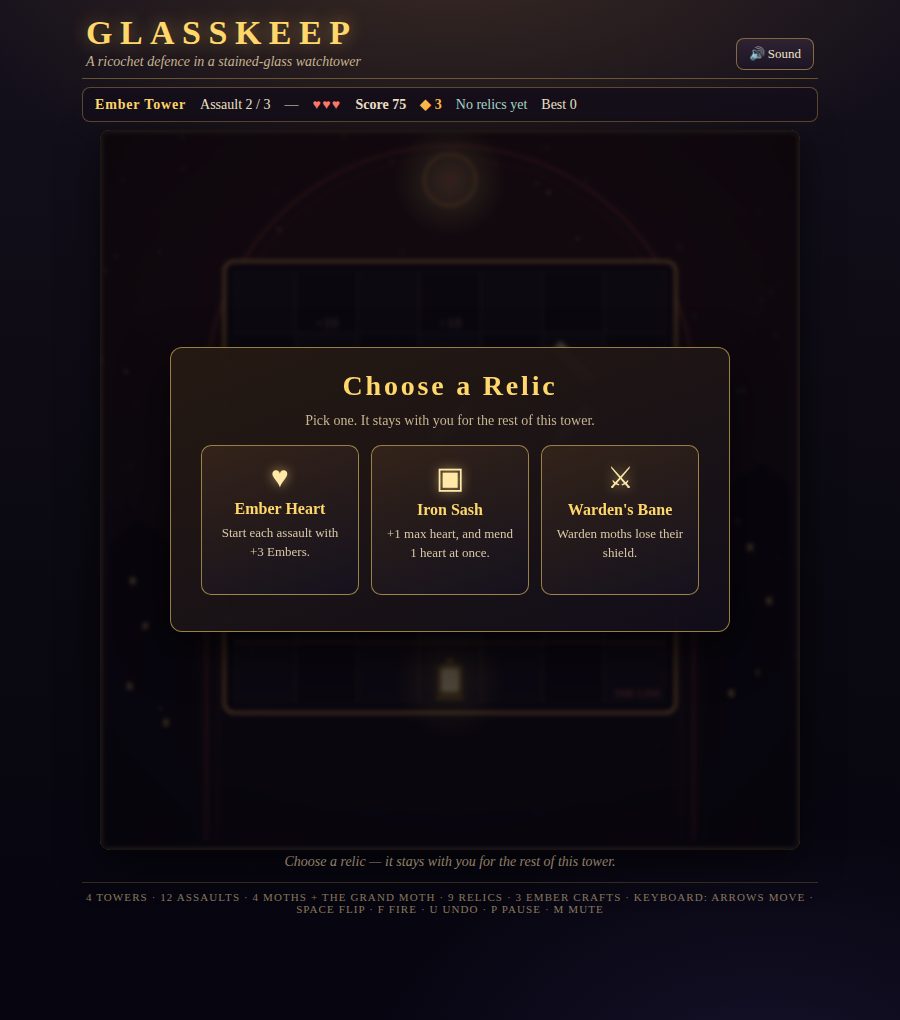 GLASSKEEP
A ricochet defence in a stained-glass watchtower
🔊 Sound
Ember Tower Assault 2 / 3 — ♥♥♥ Score 75 ◆ 3 No relics yet Best 0
Choose a Relic
Pick one. It stays with you for the rest of this tower.
♥
Ember Heart
Start each assault with
+3 Embers.
▣
Iron Sash
+1 max heart, and mend
1 heart at once.
⚔
Warden's Bane
Warden moths lose their
shield.
Choose a relic — it stays with you for the rest of this tower.
4 TOWERS · 12 ASSAULTS · 4 MOTHS + THE GRAND MOTH · 9 RELICS · 3 EMBER CRAFTS · KEYBOARD: ARROWS MOVE ·
SPACE FLIP · F FIRE · U UNDO · P PAUSE · M MUTE